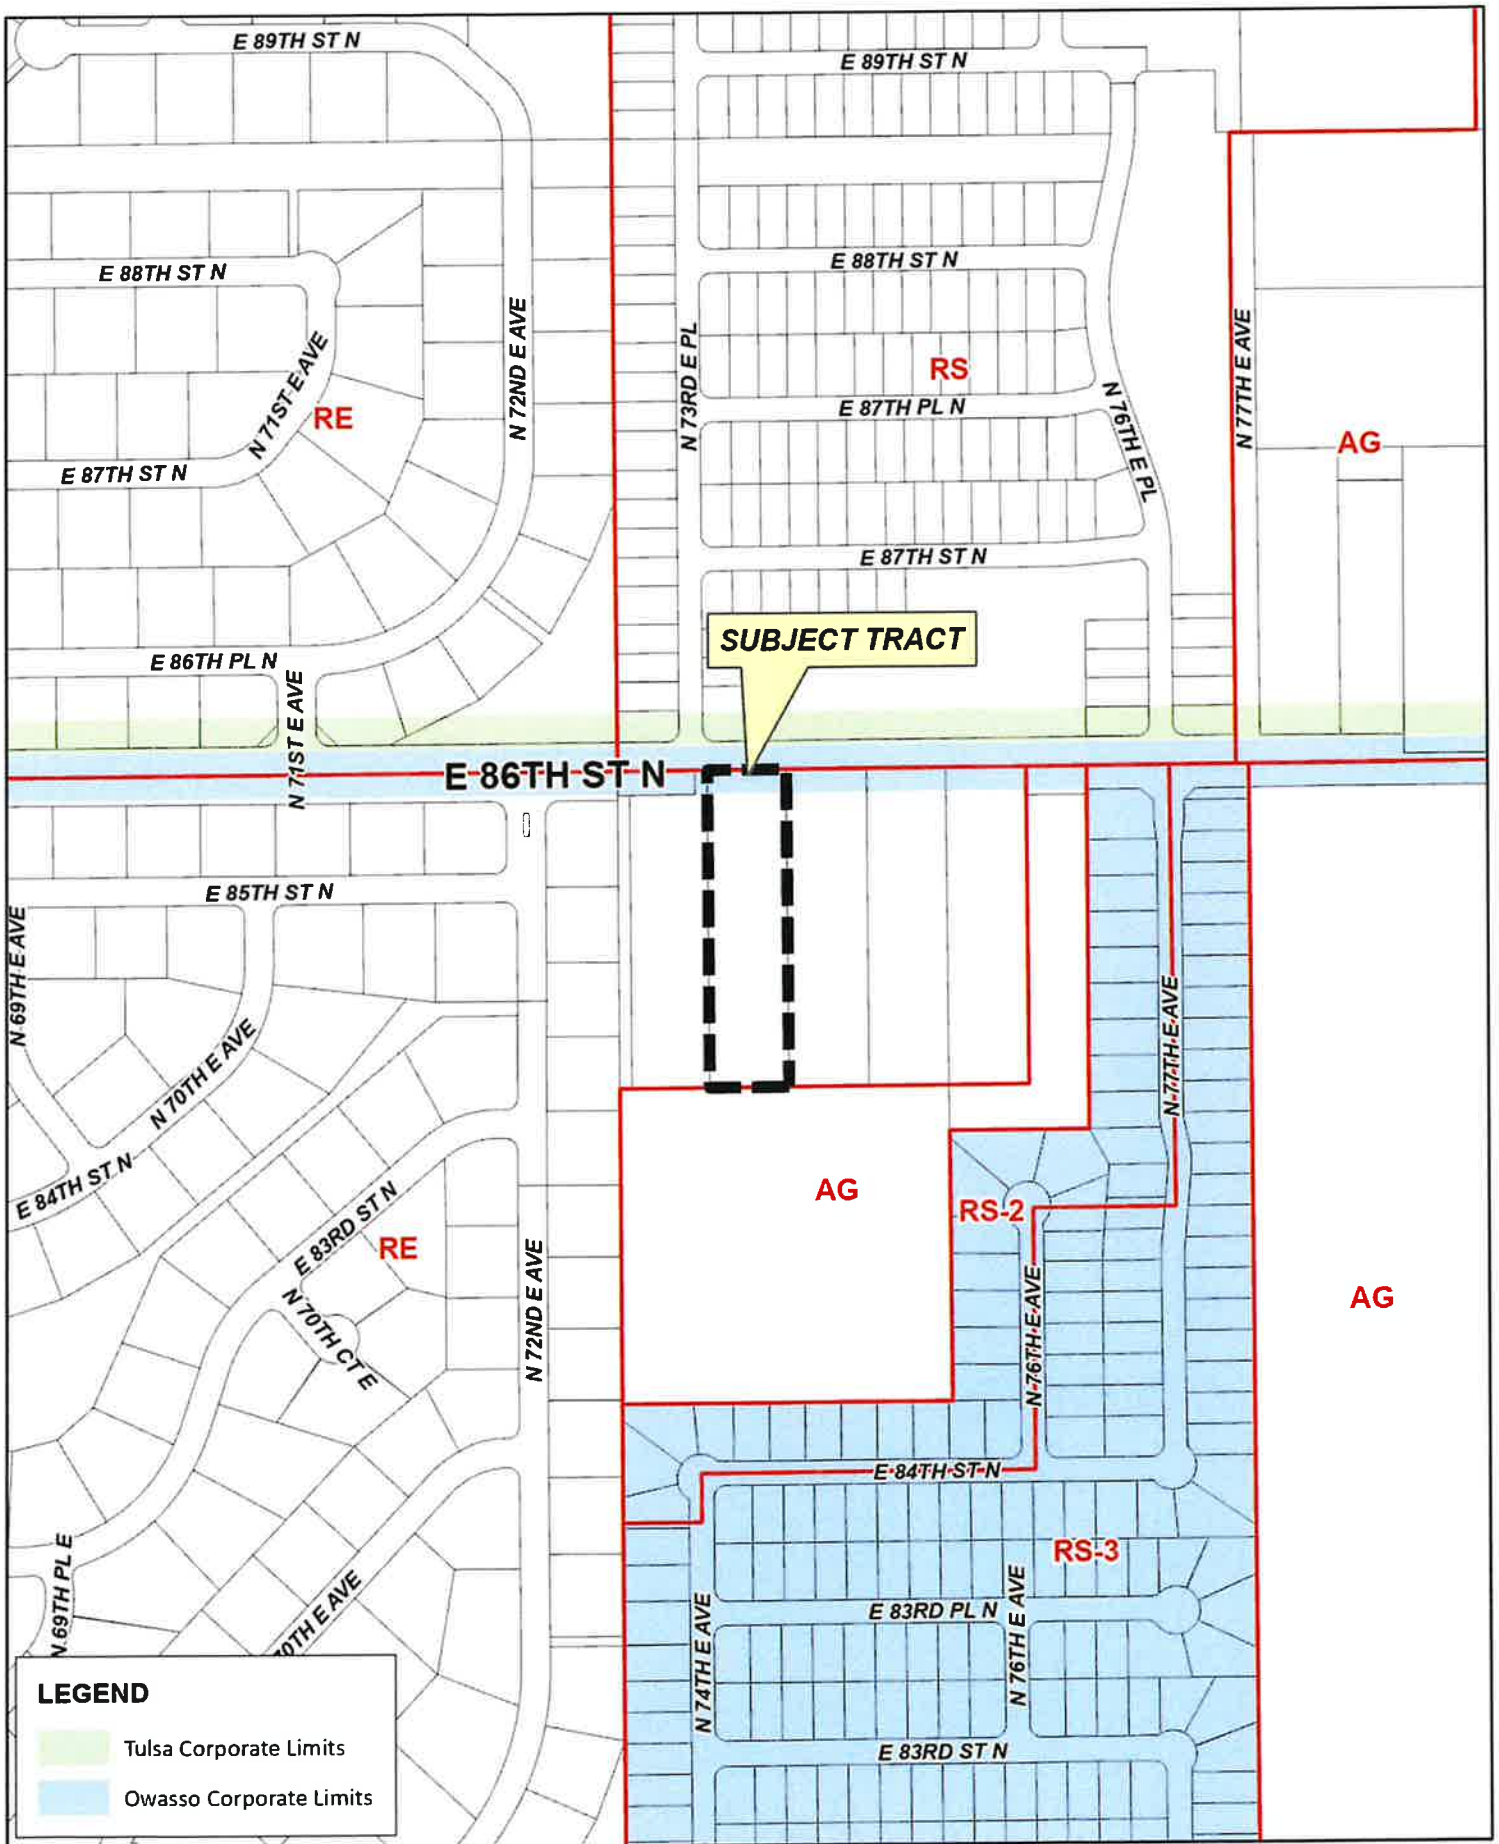 E 89TH ST N
E 89TH ST N
E 88TH ST N
E 88TH ST N
N 71ST E AVE
N 72ND E AVE
N 73RD E PL
RS
N 77TH E AVE
RE
E 87TH PL N
N 76TH E PL
AG
E 87TH ST N
E 87TH ST N
SUBJECT TRACT
E 86TH PL N
N 71ST E AVE
E 86TH ST N
E 85TH ST N
N 69TH E AVE
N 70TH E AVE
N 77TH E AVE
E 84TH ST N
E 83RD ST N
AG
RS-2
RE
N 70TH CT E
N 72ND E AVE
N 76TH E AVE
AG
E 84TH ST N
RS-3
N 69TH PL E
70TH E AVE
N 74TH E AVE
E 83RD PL N
N 76TH E AVE
E 83RD ST N
LEGEND
Tulsa Corporate Limits
Owasso Corporate Limits